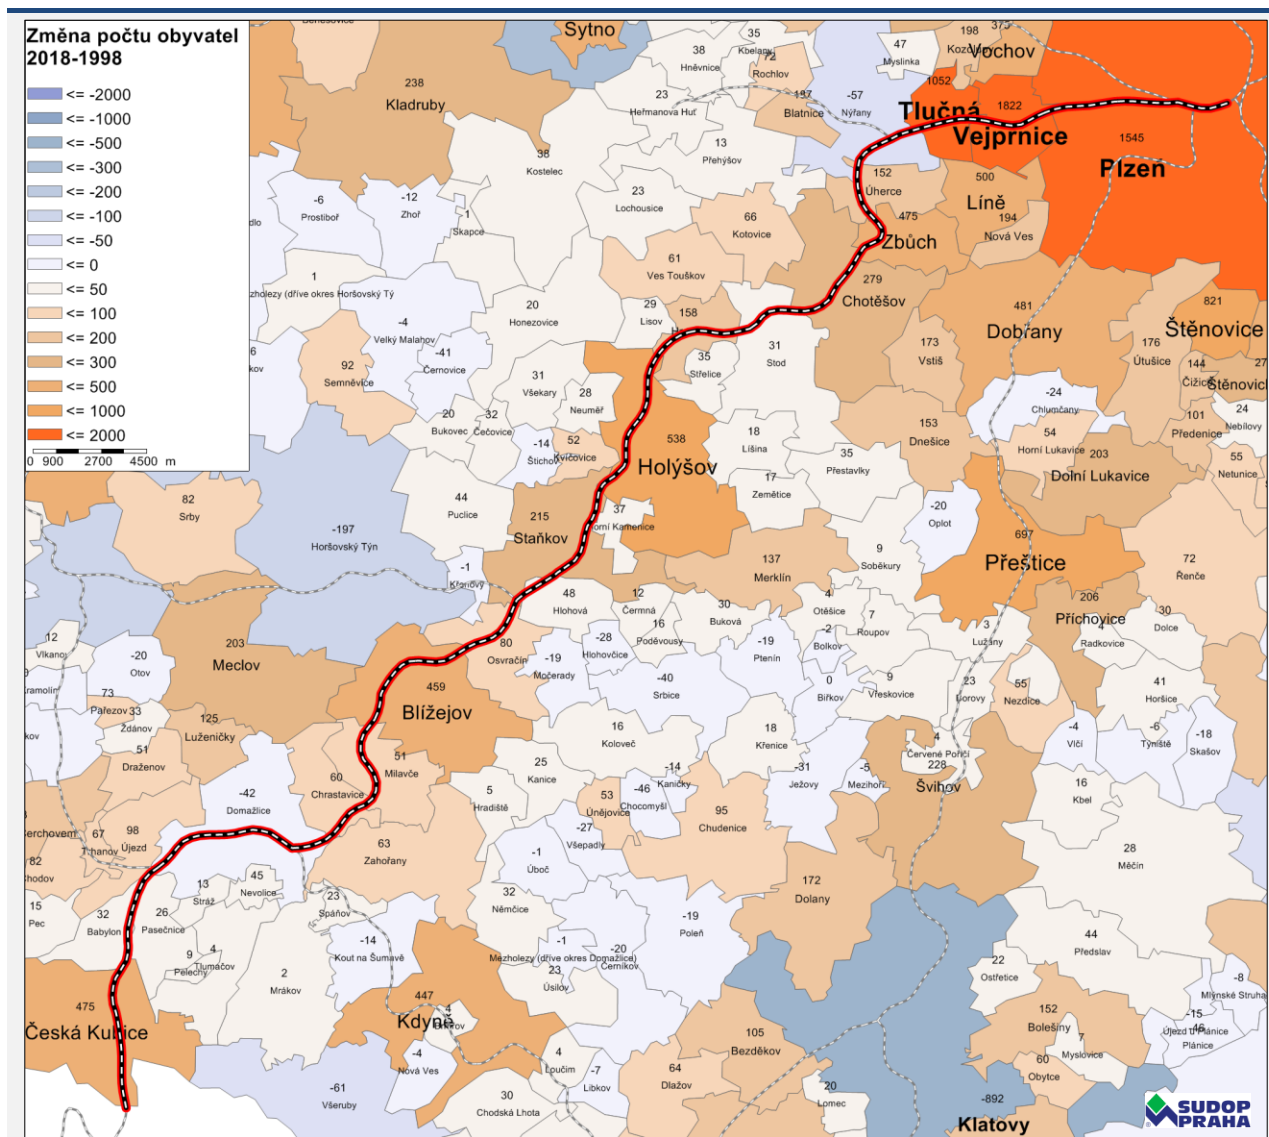 Změna počtu obyvatel
2018-1998
<= -2000
<= -1000
<= -500
<= -300
<= -200
<= -100
<= -50
<= 0
<= 50
<= 100
<= 200
<= 300
<= 500
<= 1000
<= 2000
0 900 2700 4500 m
Sytno
238
Kladruby
38
Hněvnice
35
Kbelany
72
Rochlov
47
Myslinka
198
Vochov
1052
Tlučná
1822
Vejprnice
1545
Plzeň
23
Heřmanova Huť
Blatnice
-57
Nýřany
13
Přehýšov
38
Kostelec
-6
Prostiboř
-12
Zhoř
Skapce
23
Lochousice
66
Kotovice
152
Úherce
500
Líně
475
Zbůch
194
Nová Ves
61
Ves Touškov
279
Chotěšov
1
20
Honezovice
29
Lisov
158
31
Stod
481
Dobřany
821
Štěnovice
-4
Velký Malahov
-41
Černovice
92
Semněvice
35
Střelice
173
Vstiš
176
Útušice
144
Čižice
31
Všekary
28
Neuměř
-24
Chlumčany
20
Bukovec
32
Čečovice
-14
Štichov
52
Kvíčovice
538
Holýšov
18
Lišina
153
Dnešice
54
Horní Lukavice
101
Předenice
24
Nebílovy
203
Dolní Lukavice
55
Netunice
35
Přestavlky
17
Zemětice
82
Srby
44
Puclice
-197
Horšovský Týn
215
Staňkov
37
-20
Oplot
697
Přeštice
72
Řenče
-1
Křenovy
137
Merklín
9
Soběkury
48
Hlohová
12
Čermná
16
Poděvousy
30
Buková
4
Otěšice
7
Roupov
-2
Bolkov
3
Lužany
206
Příchovice
4
Radkovice
30
Dolce
12
-20
Otov
203
Meclov
80
Osvračín
-19
Močerady
-28
Hlohovčice
-19
Ptenín
-40
Srbice
0
Bířkov
9
Vřeskovice
23
Borovy
55
Nezdice
41
Horšice
73
Pařezov
33
Ždánov
125
Luženičky
459
Blížejov
51
Draženov
16
Koloveč
18
Křenice
4
Červené Poříčí
228
Švihov
-4
Vlčí
-6
Týniště
-18
Skašov
60
Chrastavice
51
Milavče
25
Kanice
-14
Kaničky
-31
Ježovy
-5
Mezihoří
16
Kbel
-42
Domažlice
5
Hradiště
53
Únějovice
-46
Chocomyšl
95
Chudenice
67
Trhanov
98
Újezd
82
63
Zahořany
-27
Všepadly
-1
Úboč
28
Měčín
13
Stráž
45
Nevolice
172
Dolany
15
Pec
32
Babylon
26
Pasečnice
23
Spáňov
32
Němčice
-19
Poleň
4
Tlumačov
9
Pelechy
-14
Kout na Šumavě
-1
Mezholezy (dříve okres Domažlice)
-20
Černíkov
44
Předslav
2
Mrákov
23
Úsilov
22
Ostřetice
-8
Mlýnské Struha
475
Česká Kubice
447
Kdyně
105
Bezděkov
152
Bolešiny
-15
Újezd u Plánice
-46
Plánice
7
Myslovice
-4
Nová Ves
4
Loučim
-7
Libkov
64
Dlažov
60
Obytce
-61
Všeruby
30
Chodská Lhota
20
Lomec
-892
Klatovy
SUDOP
PRAHA